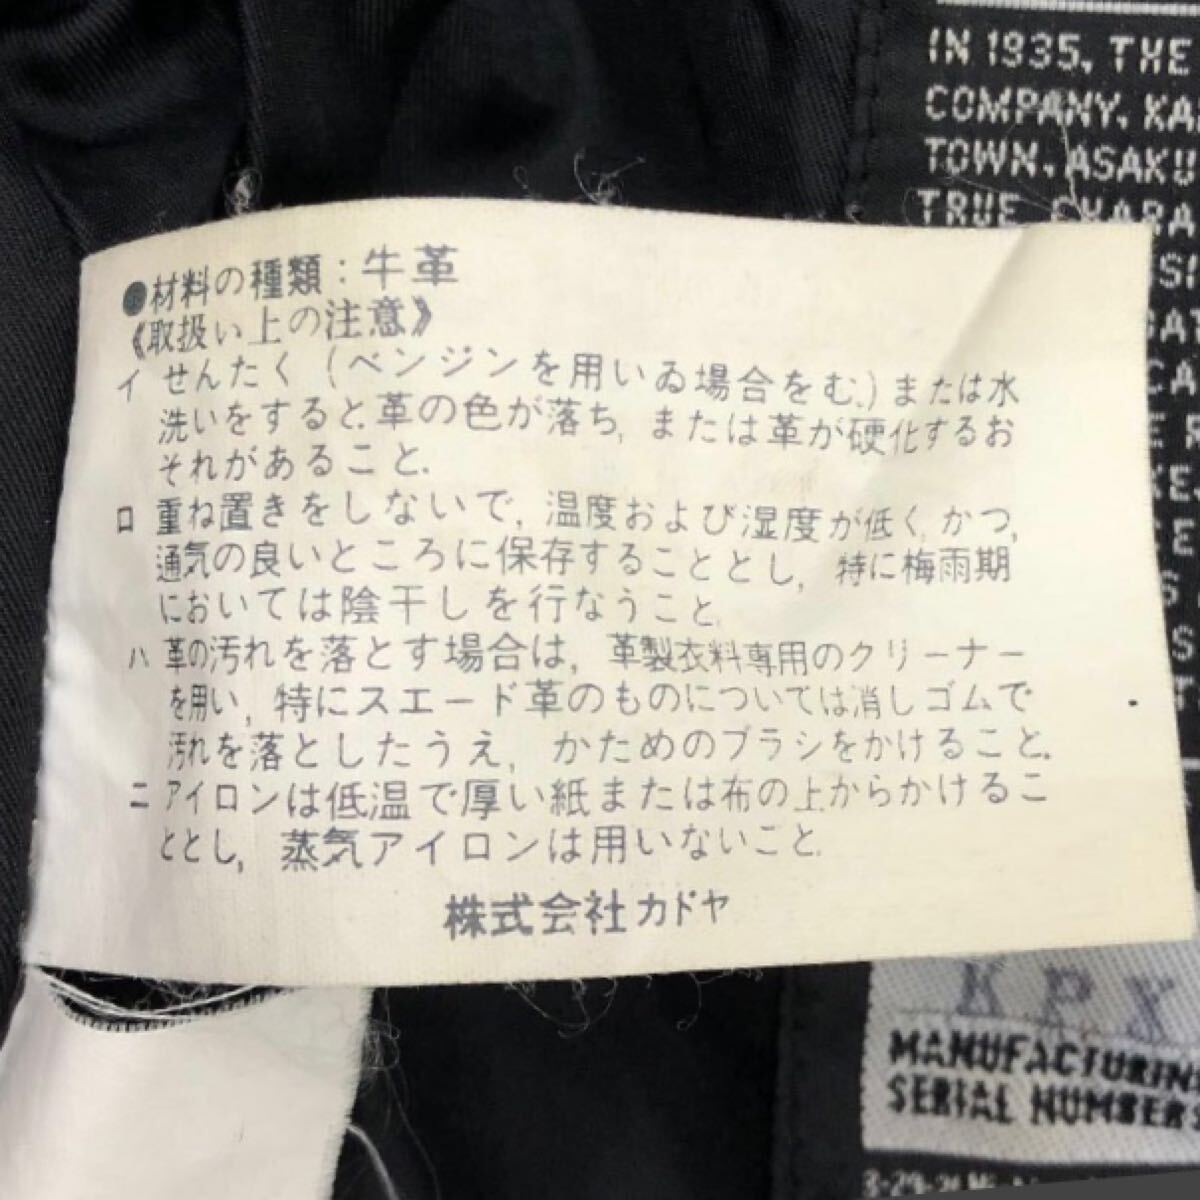 ●材料の種類：牛革
《取扱い上の注意》
イ せんたく（ベンジンを用いゐ場合をむ.）または水
洗いをすると.革の色が落ち,または革が硬化するお
それがあること.
ロ 重ね置きをしないで,温度および湿度が低く,かつ,
通気の良いところに保存することとし,特に梅雨期
においては陰干しを行なうこと.
ハ 革の汚れを落とす場合は,革製衣料専用のクリーナー
を用い,特にスエード革のものについては消しゴムで
汚れを落としたうえ,かためのブラシをかけること.
ニ アイロンは低温で厚い紙または布の上からかけるこ
ととし,蒸気アイロンは用いないこと.
株式会社カドヤ
IN 1935, THE
COMPANY, KA
TOWN, ASAKU
TRUE CHARA
SI
CA
E R
KE
CE
S
S
KPX
MANUFACTURIN
SERIAL NUMBER